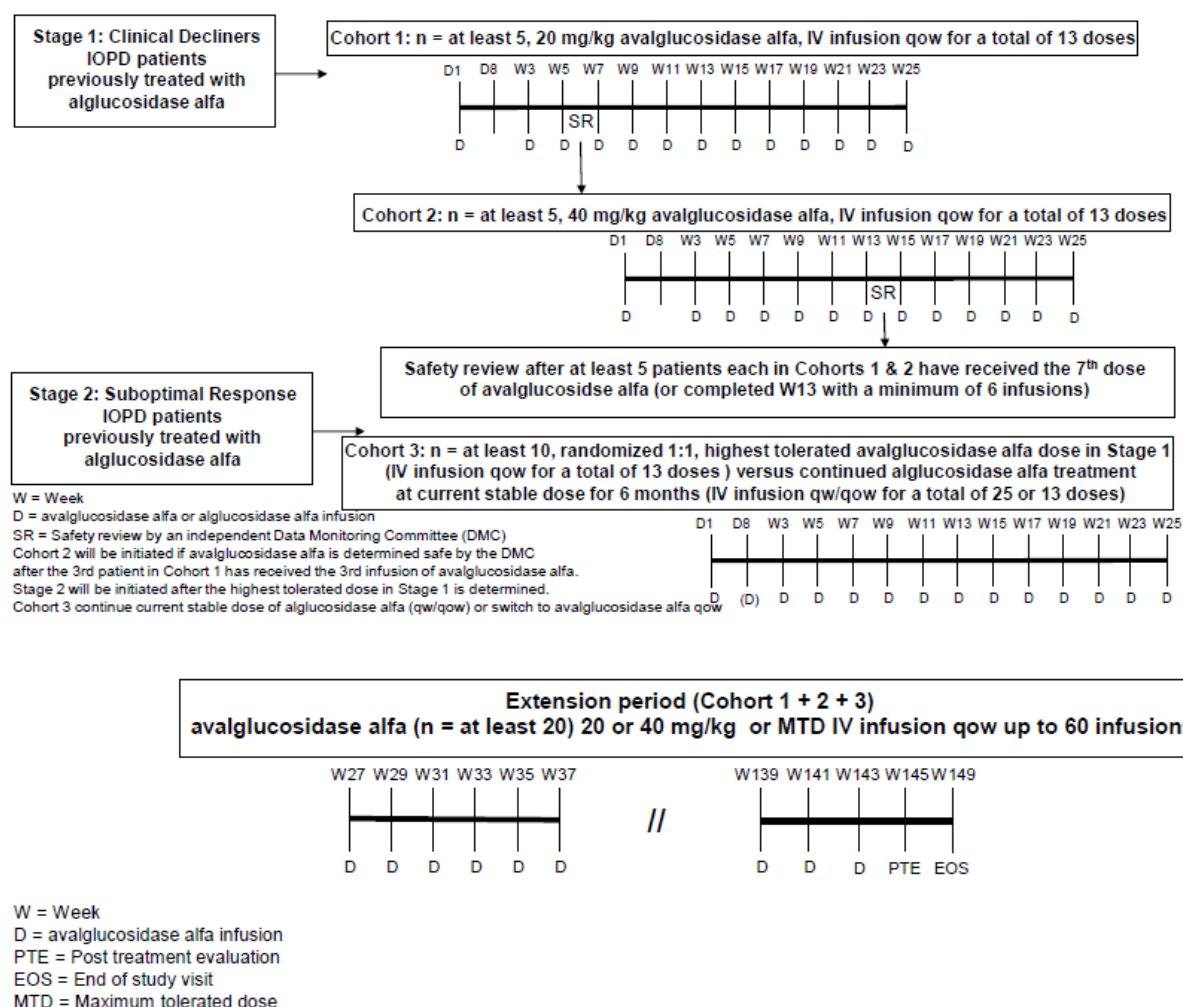 Stage 1: Clinical Decliners
IOPD patients
previously treated with
alglucosidase alfa
Cohort 1: n = at least 5, 20 mg/kg avalglucosidase alfa, IV infusion qow for a total of 13 doses
D1 D8 W3 W5 W7 W9 W11 W13 W15 W17 W19 W21 W23 W25
SR
D D D D D D D D D D D D D
Cohort 2: n = at least 5, 40 mg/kg avalglucosidase alfa, IV infusion qow for a total of 13 doses
D1 D8 W3 W5 W7 W9 W11 W13 W15 W17 W19 W21 W23 W25
SR
D D D D D D D D D D D D D
Safety review after at least 5 patients each in Cohorts 1 & 2 have received the 7th dose
of avalglucosidse alfa (or completed W13 with a minimum of 6 infusions)
Stage 2: Suboptimal Response
IOPD patients
previously treated with
alglucosidase alfa
Cohort 3: n = at least 10, randomized 1:1, highest tolerated avalglucosidase alfa dose in Stage 1
(IV infusion qow for a total of 13 doses ) versus continued alglucosidase alfa treatment
at current stable dose for 6 months (IV infusion qw/qow for a total of 25 or 13 doses)
W = Week
D = avalglucosidase alfa or alglucosidase alfa infusion
SR = Safety review by an independent Data Monitoring Committee (DMC)
Cohort 2 will be initiated if avalglucosidase alfa is determined safe by the DMC
after the 3rd patient in Cohort 1 has received the 3rd infusion of avalglucosidase alfa.
Stage 2 will be initiated after the highest tolerated dose in Stage 1 is determined.
Cohort 3 continue current stable dose of alglucosidase alfa (qw/qow) or switch to avalglucosidase alfa qow
D1 D8 W3 W5 W7 W9 W11 W13 W15 W17 W19 W21 W23 W25
D (D) D D D D D D D D D D D D
Extension period (Cohort 1 + 2 + 3)
avalglucosidase alfa (n = at least 20) 20 or 40 mg/kg or MTD IV infusion qow up to 60 infusions
W27 W29 W31 W33 W35 W37 W139 W141 W143 W145 W149
//
D D D D D D D D D PTE EOS
W = Week
D = avalglucosidase alfa infusion
PTE = Post treatment evaluation
EOS = End of study visit
MTD = Maximum tolerated dose